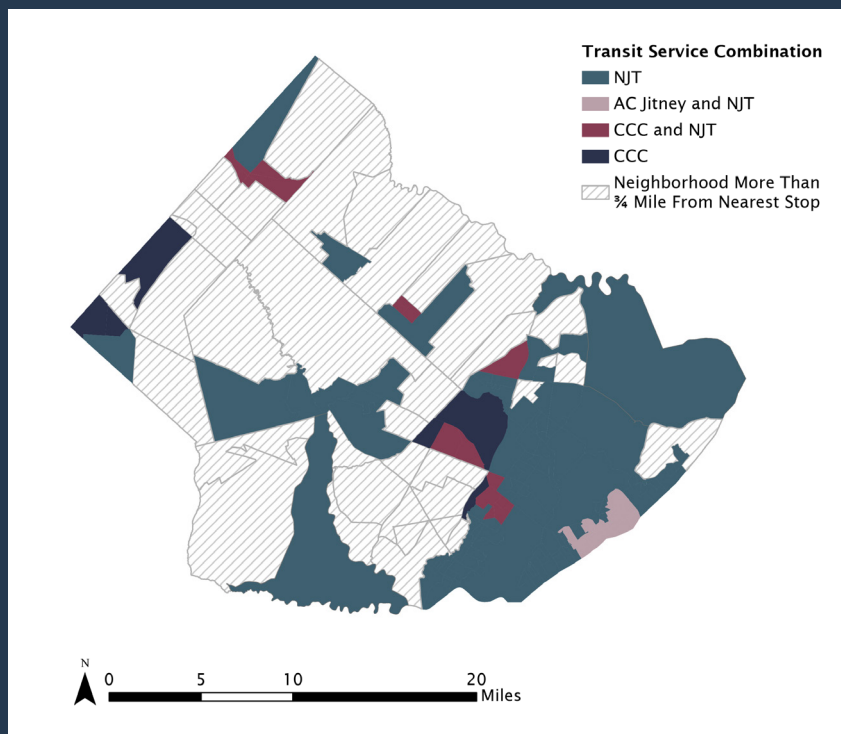 Transit Service Combination
NJT
AC Jitney and NJT
CCC and NJT
CCC
Neighborhood More Than
¾ Mile From Nearest Stop
N
0 5 10 20
Miles